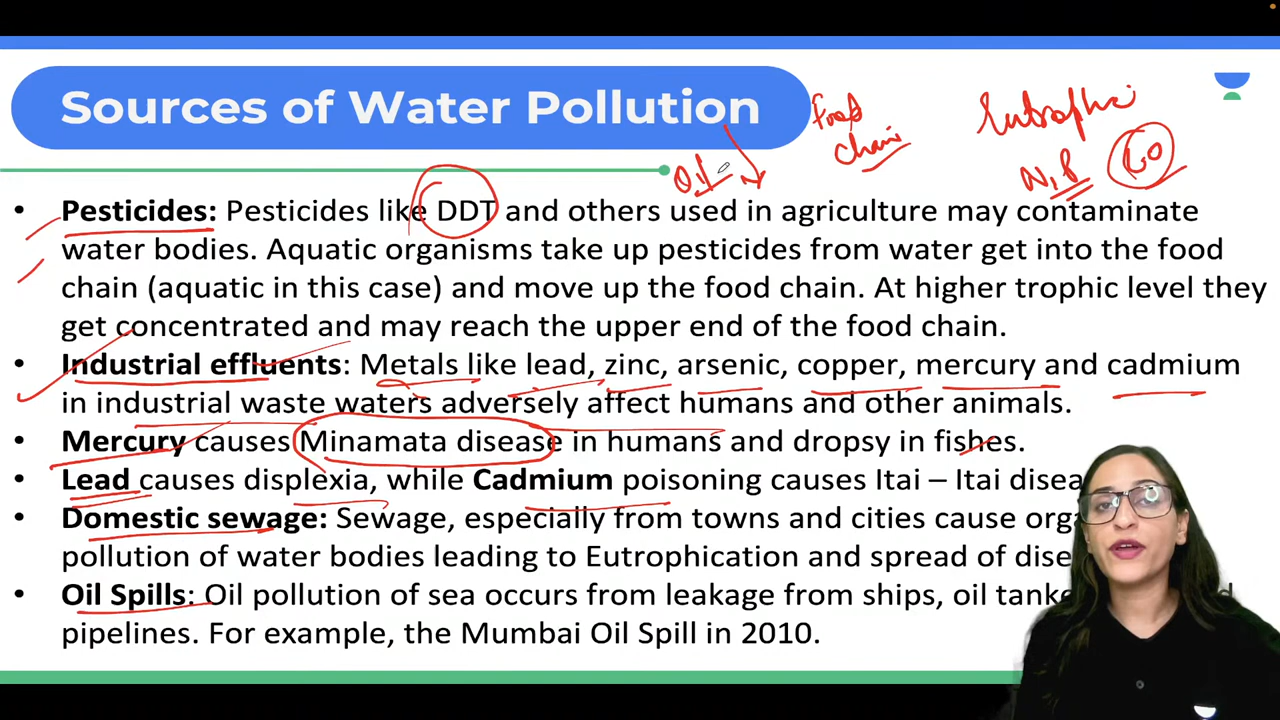 Sources of Water Pollution
Food
chain
Oil
N, P
• Pesticides: Pesticides like DDT and others used in agriculture may contaminate
water bodies. Aquatic organisms take up pesticides from water get into the food
chain (aquatic in this case) and move up the food chain. At higher trophic level they
get concentrated and may reach the upper end of the food chain.
• Industrial effluents: Metals like lead, zinc, arsenic, copper, mercury and cadmium
in industrial waste waters adversely affect humans and other animals.
• Mercury causes Minamata disease in humans and dropsy in fishes.
• Lead causes displexia, while Cadmium poisoning causes Itai – Itai
• Domestic sewage: Sewage, especially from towns and cities cause
pollution of water bodies leading to Eutrophication and spread of
• Oil Spills: Oil pollution of sea occurs from leakage from ships, oil
pipelines. For example, the Mumbai Oil Spill in 2010.